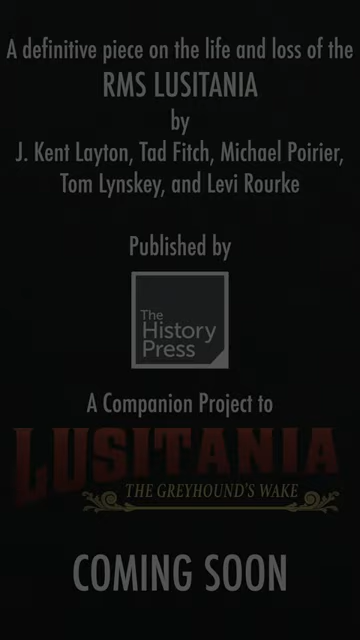 A definitive piece on the life and loss of the
RMS LUSITANIA
by
J. Kent Layton, Tad Fitch, Michael Poirier,
Tom Lynskey, and Levi Rourke
Published by
The
History
Press
A Companion Project to
LUSITANIA
THE GREYHOUND'S WAKE
COMING SOON